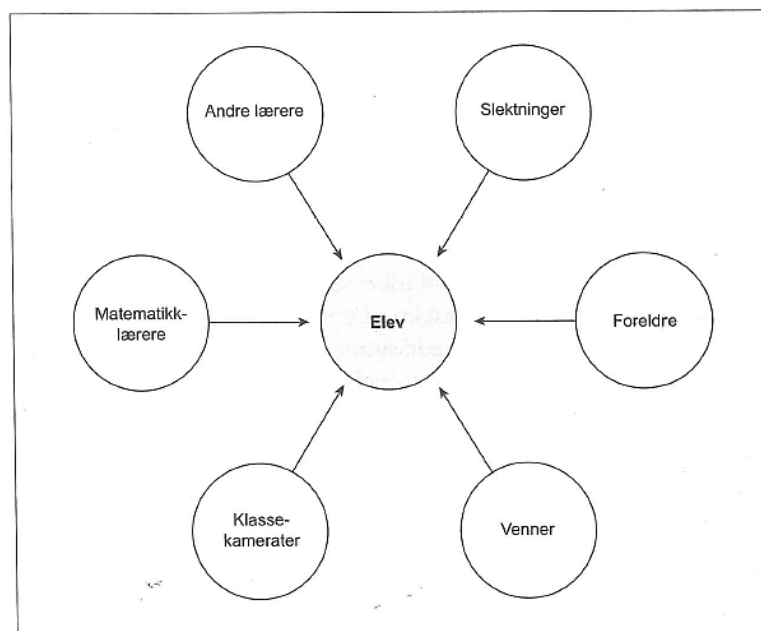 Andre lærere
Slektninger
Matematikk-
lærere
Elev
Foreldre
Klasse-
kamerater
Venner